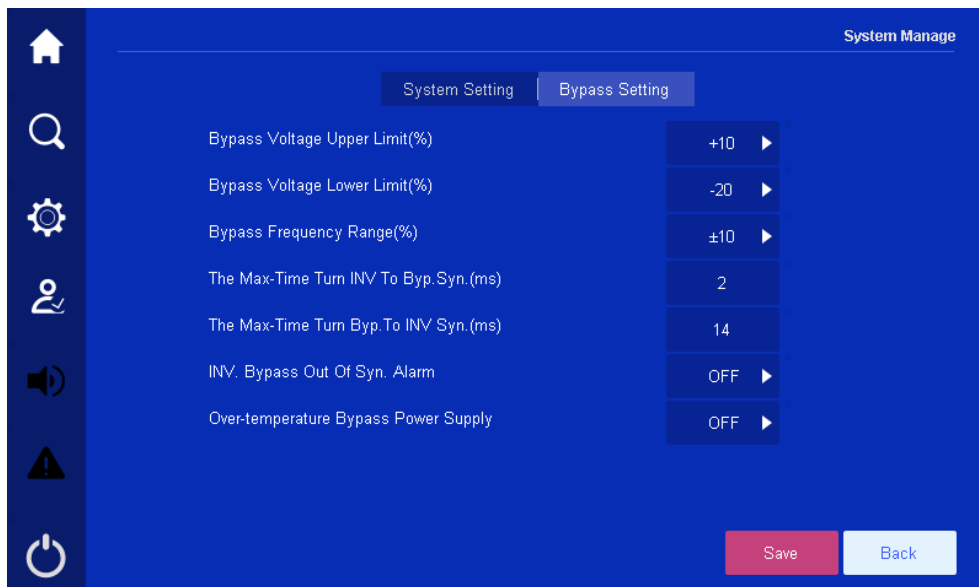 System Manage
System Setting
Bypass Setting
Bypass Voltage Upper Limit(%)
+10
Bypass Voltage Lower Limit(%)
-20
Bypass Frequency Range(%)
±10
The Max-Time Turn INV To Byp.Syn.(ms)
2
The Max-Time Turn Byp.To INV Syn.(ms)
14
INV. Bypass Out Of Syn. Alarm
OFF
Over-temperature Bypass Power Supply
OFF
Save
Back